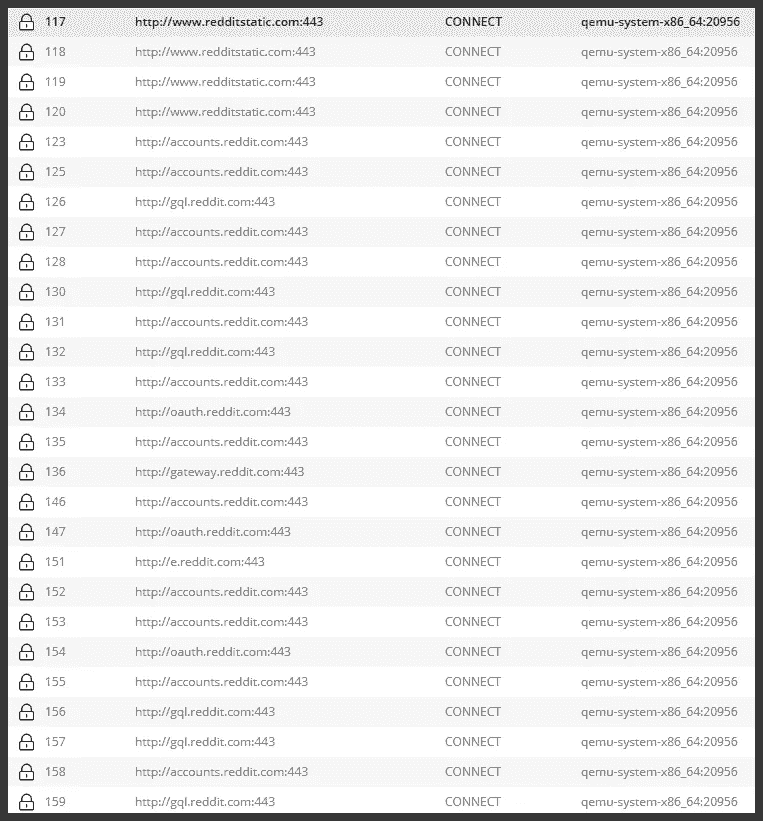 117 http://www.redditstatic.com:443 CONNECT qemu-system-x86_64:20956
118 http://www.redditstatic.com:443 CONNECT qemu-system-x86_64:20956
119 http://www.redditstatic.com:443 CONNECT qemu-system-x86_64:20956
120 http://www.redditstatic.com:443 CONNECT qemu-system-x86_64:20956
123 http://accounts.reddit.com:443 CONNECT qemu-system-x86_64:20956
125 http://accounts.reddit.com:443 CONNECT qemu-system-x86_64:20956
126 http://gql.reddit.com:443 CONNECT qemu-system-x86_64:20956
127 http://accounts.reddit.com:443 CONNECT qemu-system-x86_64:20956
128 http://accounts.reddit.com:443 CONNECT qemu-system-x86_64:20956
130 http://gql.reddit.com:443 CONNECT qemu-system-x86_64:20956
131 http://accounts.reddit.com:443 CONNECT qemu-system-x86_64:20956
132 http://gql.reddit.com:443 CONNECT qemu-system-x86_64:20956
133 http://accounts.reddit.com:443 CONNECT qemu-system-x86_64:20956
134 http://oauth.reddit.com:443 CONNECT qemu-system-x86_64:20956
135 http://accounts.reddit.com:443 CONNECT qemu-system-x86_64:20956
136 http://gateway.reddit.com:443 CONNECT qemu-system-x86_64:20956
146 http://accounts.reddit.com:443 CONNECT qemu-system-x86_64:20956
147 http://oauth.reddit.com:443 CONNECT qemu-system-x86_64:20956
151 http://e.reddit.com:443 CONNECT qemu-system-x86_64:20956
152 http://accounts.reddit.com:443 CONNECT qemu-system-x86_64:20956
153 http://accounts.reddit.com:443 CONNECT qemu-system-x86_64:20956
154 http://oauth.reddit.com:443 CONNECT qemu-system-x86_64:20956
155 http://accounts.reddit.com:443 CONNECT qemu-system-x86_64:20956
156 http://gql.reddit.com:443 CONNECT qemu-system-x86_64:20956
157 http://gql.reddit.com:443 CONNECT qemu-system-x86_64:20956
158 http://accounts.reddit.com:443 CONNECT qemu-system-x86_64:20956
159 http://gql.reddit.com:443 CONNECT qemu-system-x86_64:20956